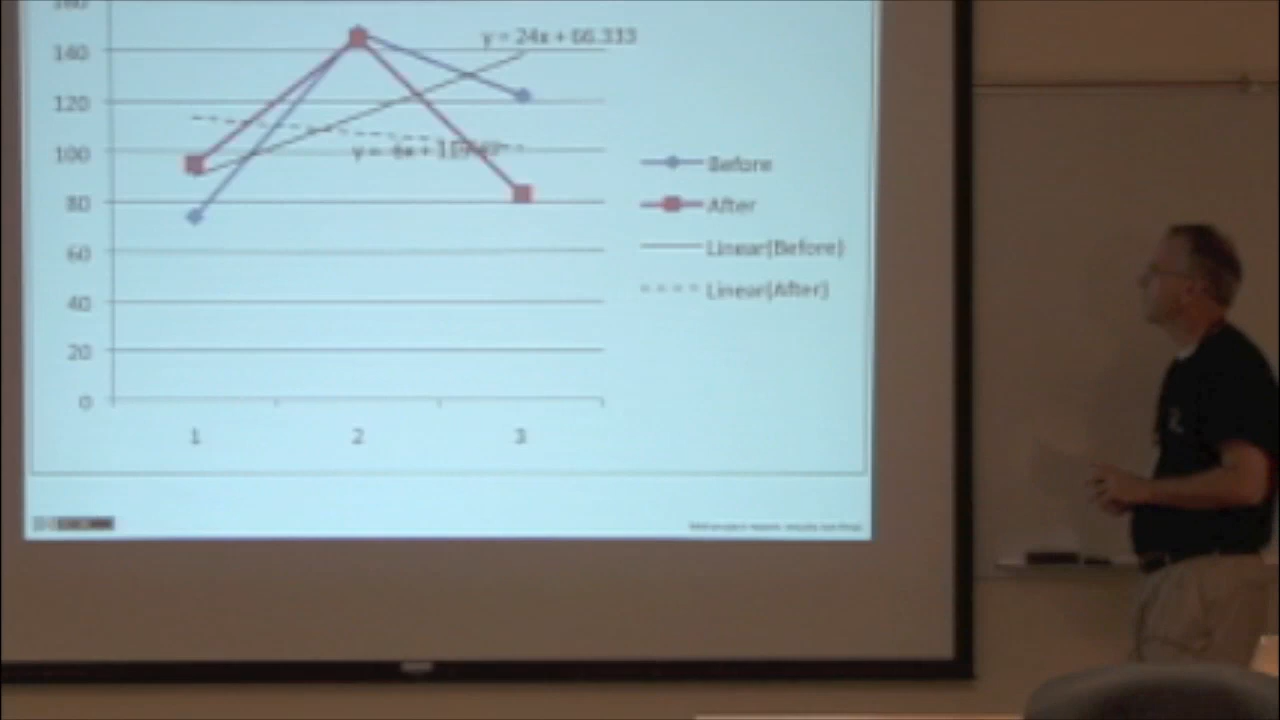 160
y = 24x + 66.333
140
120
100
Before
80
After
60
Linear(Before)
40
Linear(After)
20
0
1 2 3